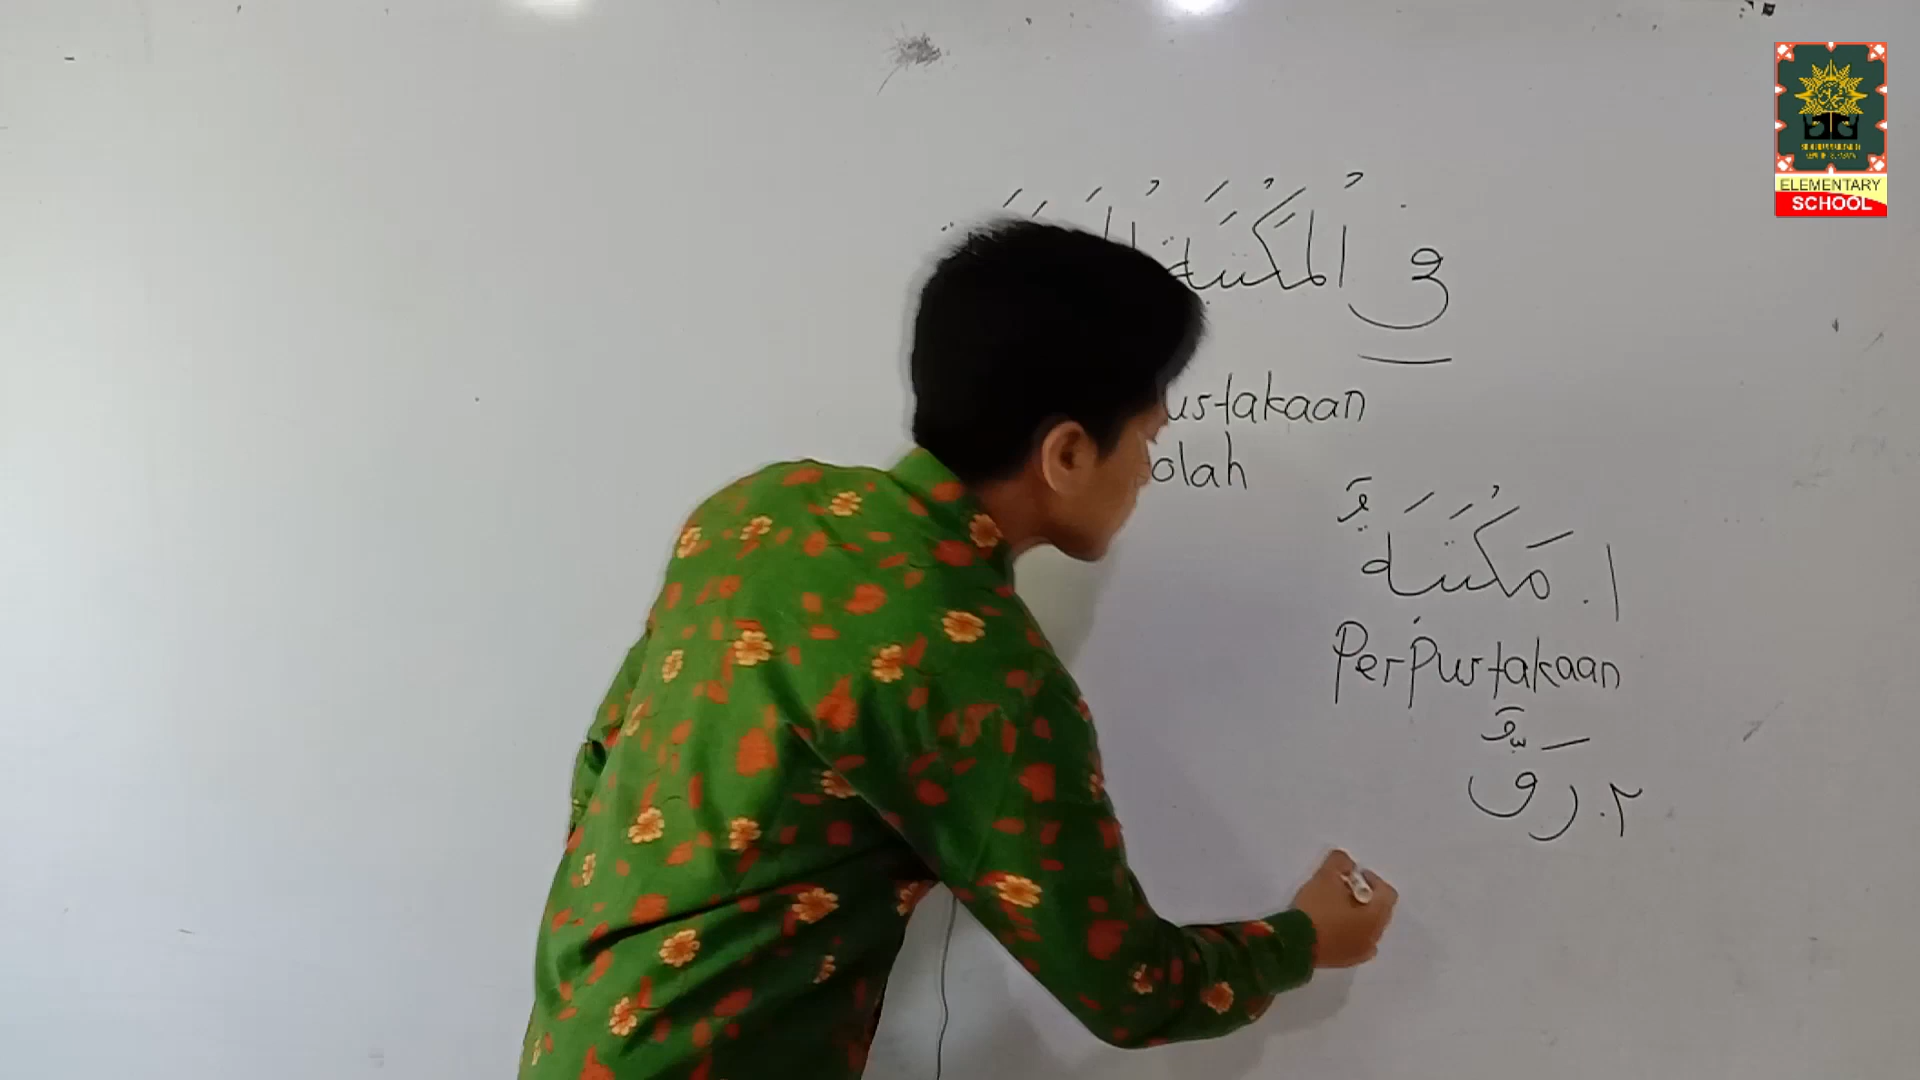 في المكتبة
ustakaan
olah
١. مَكْتَبَةٌ
Perpustakaan
٢. رَفٌّ
ELEMENTARY
SCHOOL